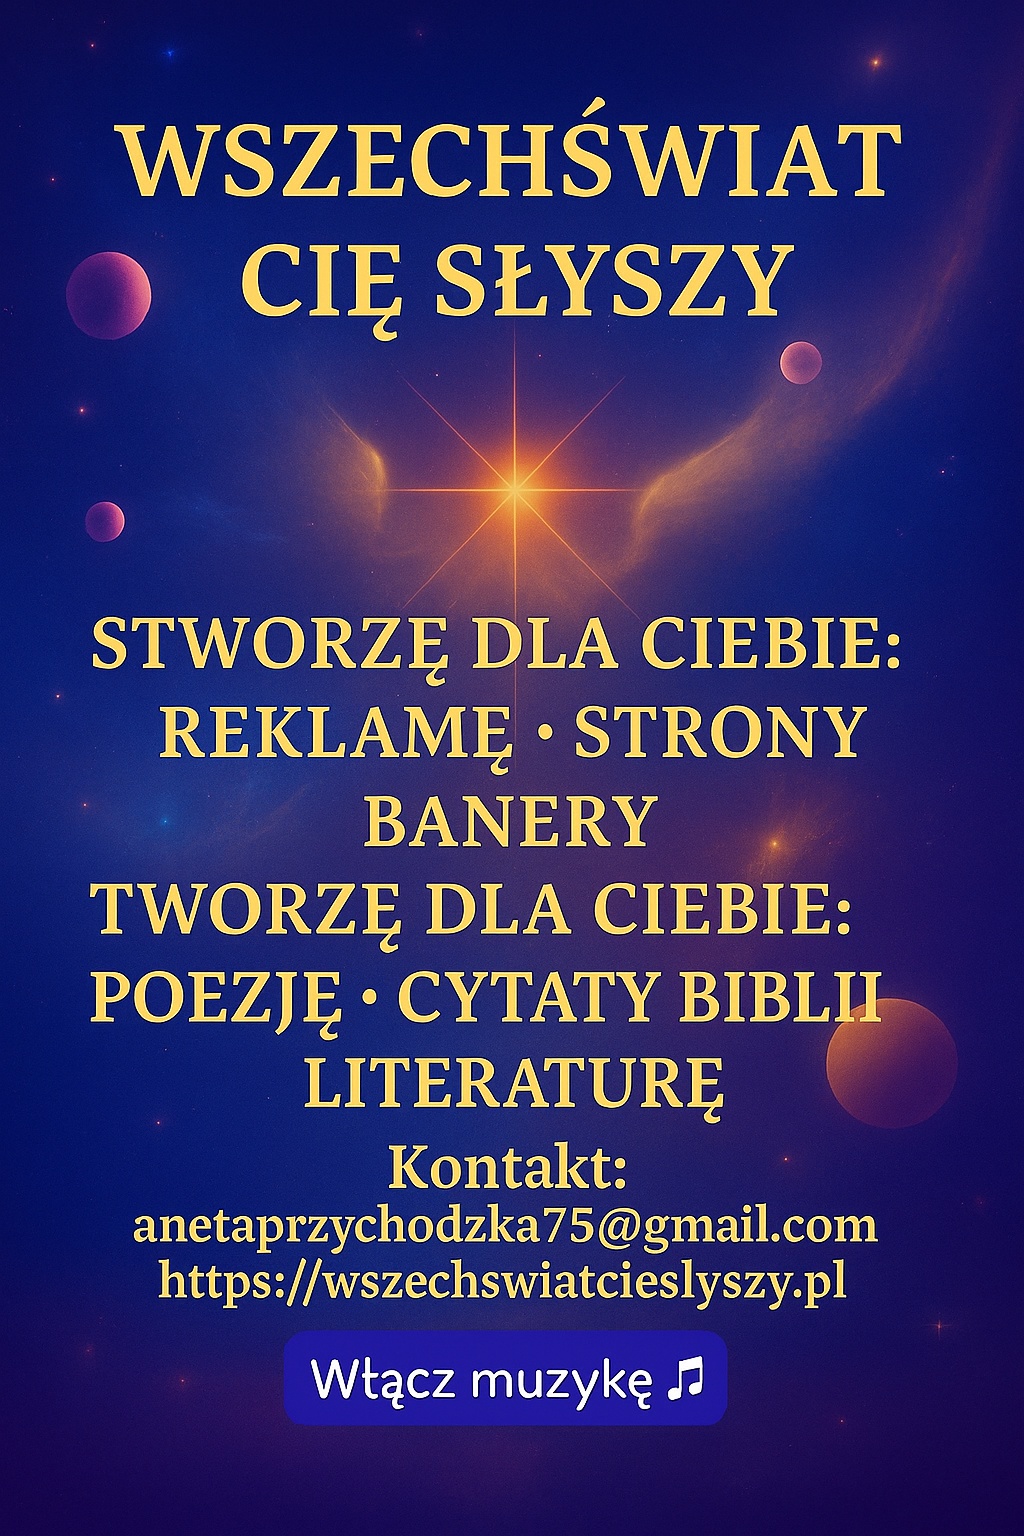 WSZECHŚWIAT
CIĘ SŁYSZY
STWORZĘ DLA CIEBIE:
REKLAMĘ • STRONY
BANERY
TWORZĘ DLA CIEBIE:
POEZJĘ • CYTATY BIBLII
LITERATURĘ
Kontakt:
anetaprzychodzka75@gmail.com
https://wszechswiatcieslyszy.pl
Włącz muzykę ♫